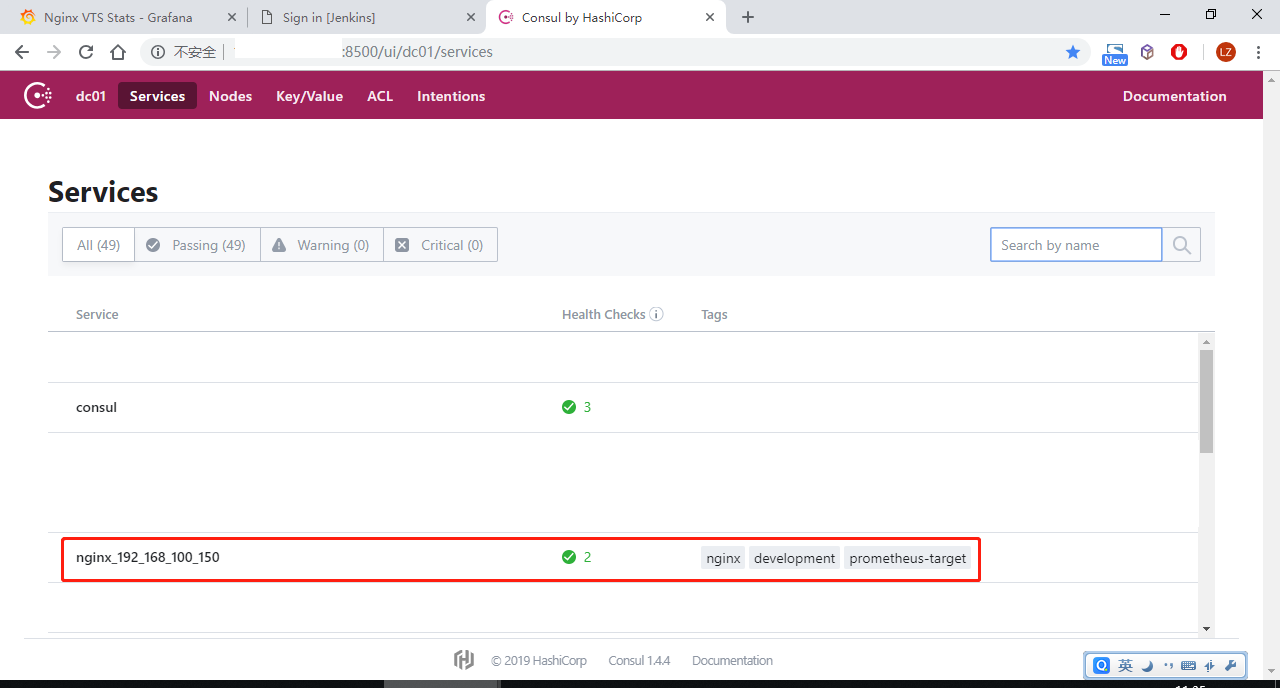 Nginx VTS Stats - Grafana
Sign in [Jenkins]
Consul by HashiCorp
不安全 :8500/ui/dc01/services
New
LZ
dc01 Services Nodes Key/Value ACL Intentions Documentation
Services
All (49) Passing (49) Warning (0) Critical (0) Search by name
Service Health Checks Tags
consul 3
nginx_192_168_100_150 2 nginx development prometheus-target
© 2019 HashiCorp Consul 1.4.4 Documentation
英